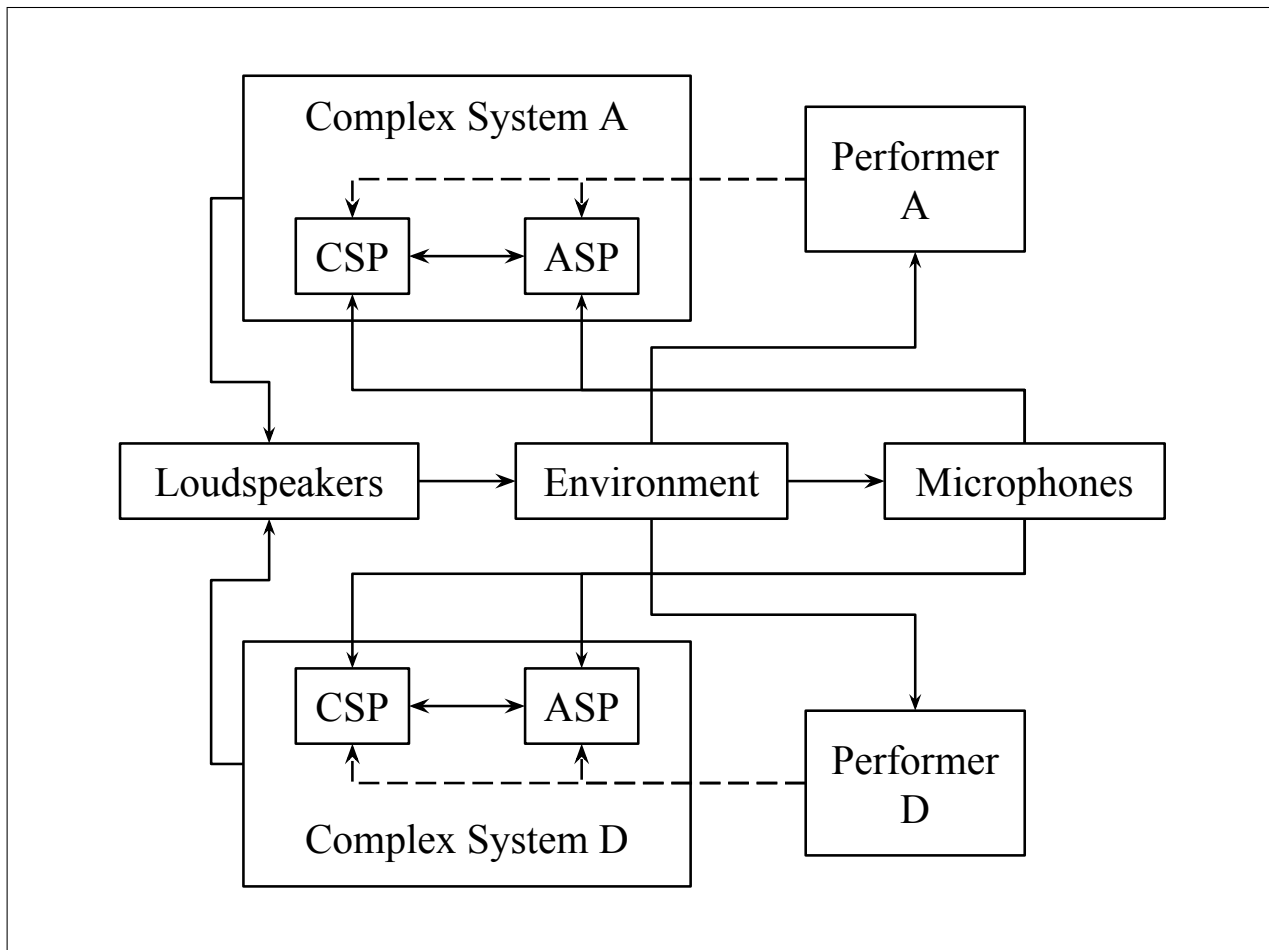 Complex System A
Performer
A
CSP
ASP
Loudspeakers
Environment
Microphones
CSP
ASP
Performer
D
Complex System D